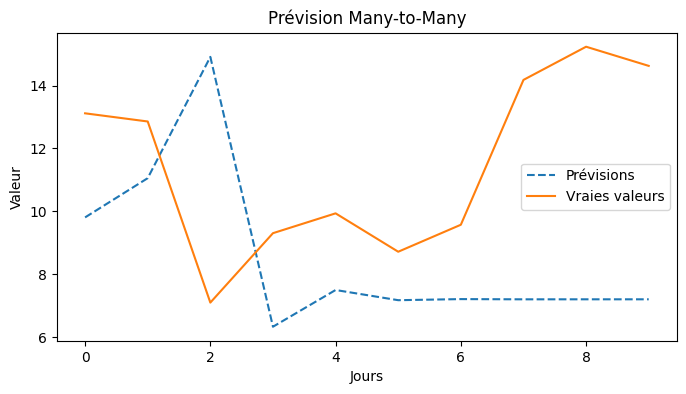 Prévision Many-to-Many
Valeur
14
12
10
8
6
0 2 4 6 8
Jours
Prévisions
Vraies valeurs